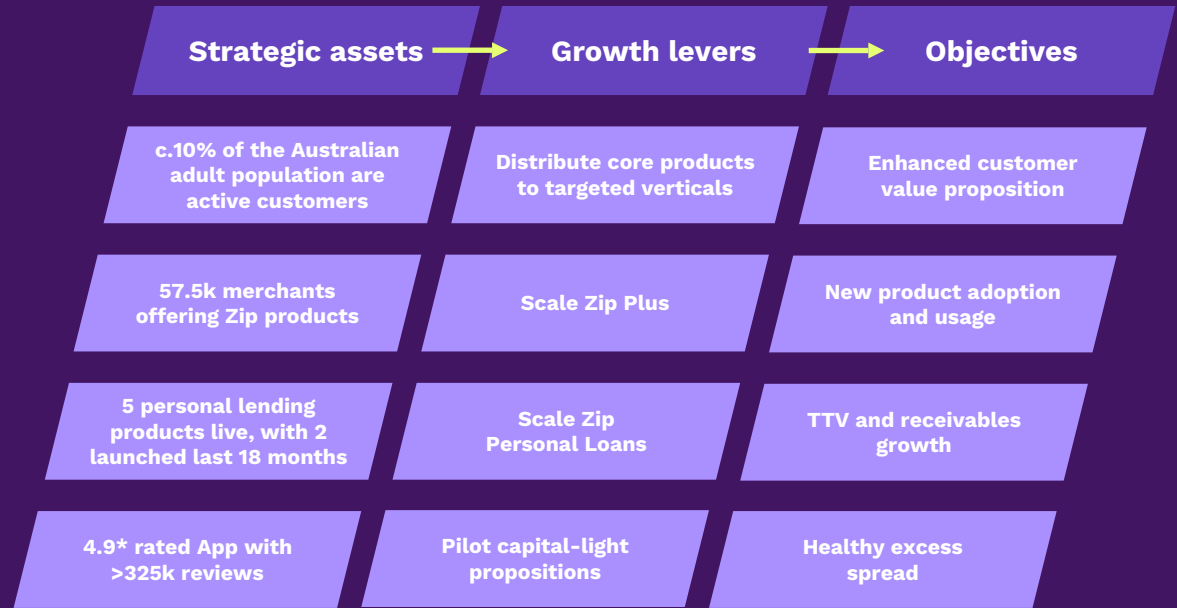 Strategic assets
Growth levers
Objectives
c.10% of the Australian
adult population are
active customers
Distribute core products
to targeted verticals
Enhanced customer
value proposition
57.5k merchants
offering Zip products
Scale Zip Plus
New product adoption
and usage
5 personal lending
products live, with 2
launched last 18 months
Scale Zip
Personal Loans
TTV and receivables
growth
4.9* rated App with
>325k reviews
Pilot capital-light
propositions
Healthy excess
spread